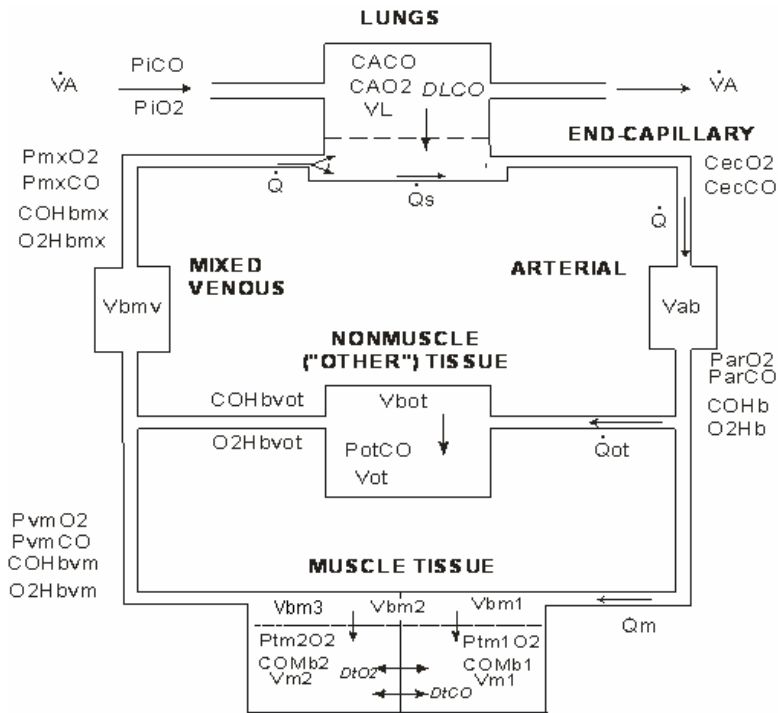 LUNGS
V̇A
PiCO
PiO2
CACO
CAO2
DLCO
VL
V̇A
END-CAPILLARY
PmxO2
PmxCO
COHbmx
O2Hbmx
Q̇
Q̇s
CecO2
CecCO
Q̇
MIXED
VENOUS
ARTERIAL
Vbmv
Vab
NONMUSCLE
("OTHER") TISSUE
COHbvot
O2Hbvot
Vbot
PotCO
Vot
Q̇ot
ParO2
ParCO
COHb
O2Hb
PvmO2
PvmCO
COHbvm
O2Hbvm
MUSCLE TISSUE
Vbm3
Vbm2
Vbm1
Qm
Ptm2O2
COMb2
Vm2
DtO2
Ptm1O2
COMb1
Vm1
DtCO